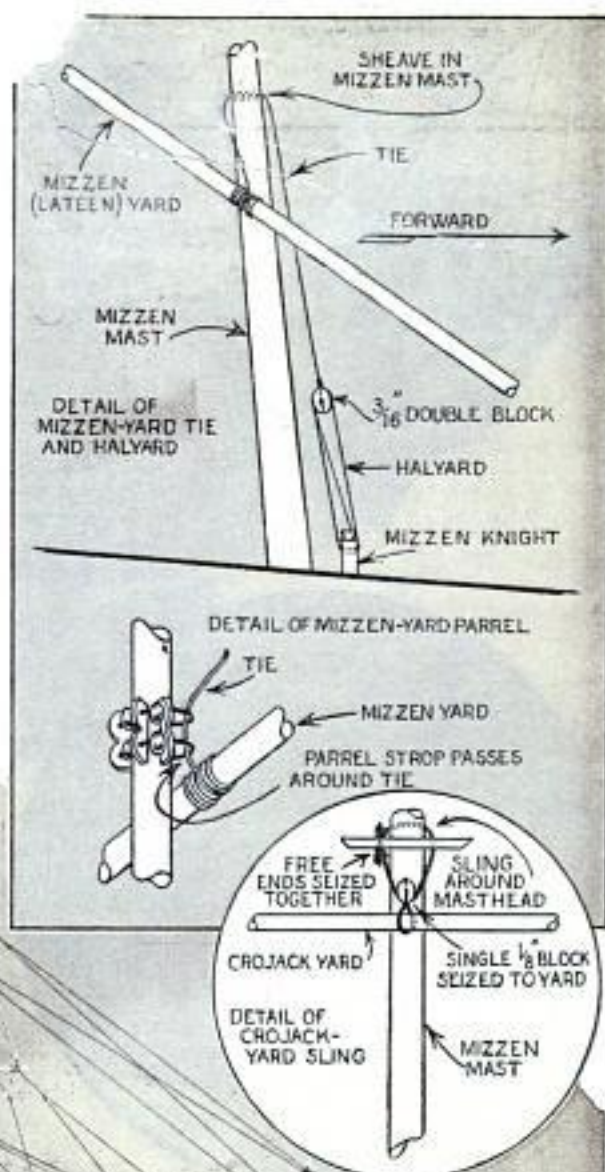 SHEAVE IN
MIZZEN MAST
TIE
MIZZEN
(LATEEN) YARD
FORWARD
MIZZEN
MAST
DETAIL OF
MIZZEN-YARD TIE
AND HALYARD
3/16" DOUBLE BLOCK
HALYARD
MIZZEN KNIGHT
DETAIL OF MIZZEN-YARD PARREL
TIE
MIZZEN YARD
PARREL STROP PASSES
AROUND TIE
FREE
ENDS SEIZED
TOGETHER
SLING
AROUND
MASTHEAD
CROJACK YARD
SINGLE 1/8" BLOCK
SEIZED TO YARD
DETAIL OF
CROJACK-
YARD SLING
MIZZEN
MAST